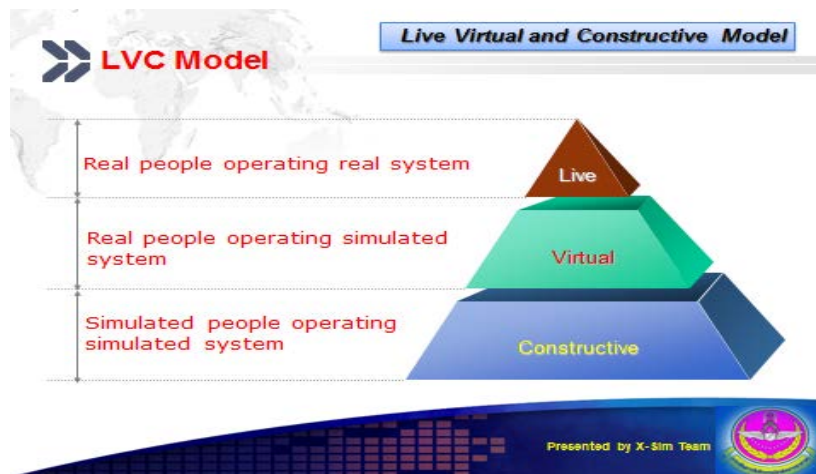 Live Virtual and Constructive Model
LVC Model
Real people operating real system
Live
Real people operating simulated
system
Virtual
Simulated people operating
simulated system
Constructive
Presented by X-Sim Team